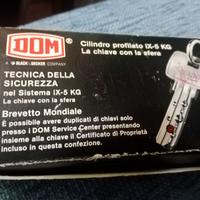 DOM
A BLACK & DECKER COMPANY
Cilindro profilato IX-5 KG
La chiave con la sfera
TECNICA DELLA
SICUREZZA
nel Sistema IX-5 KG
La chiave con la sfera
Brevetto Mondiale
È possibile avere duplicati di chiavi solo
presso i DOM Service Center presentando
insieme alla chiave il Certificato di Proprietà
incluso in questa confezione.